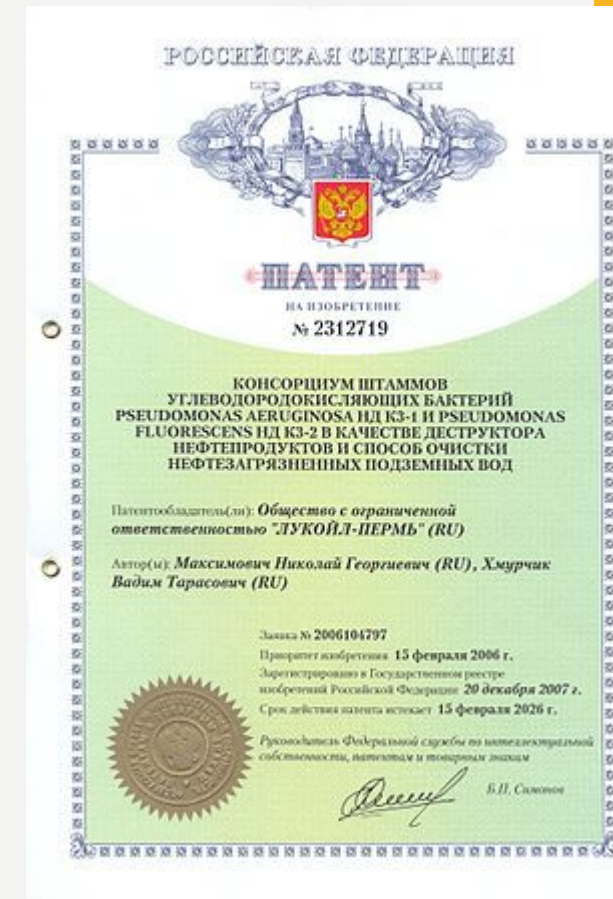 РОССИЙСКАЯ ФЕДЕРАЦИЯ
ПАТЕНТ
НА ИЗОБРЕТЕНИЕ
№ 2312719
КОНСОРЦИУМ ШТАММОВ
УГЛЕВОДОРОДОКИСЛЯЮЩИХ БАКТЕРИЙ
PSEUDOMONAS AERUGINOSA НД КЗ-1 И PSEUDOMONAS
FLUORESCENS НД КЗ-2 В КАЧЕСТВЕ ДЕСТРУКТОРА
НЕФТЕПРОДУКТОВ И СПОСОБ ОЧИСТКИ
НЕФТЕЗАГРЯЗНЕННЫХ ПОДЗЕМНЫХ ВОД
Патентообладатель(ли): Общество с ограниченной
ответственностью "ЛУКОЙЛ-ПЕРМЬ" (RU)
Автор(ы): Максимович Николай Георгиевич (RU), Хмурчик
Вадим Тарасович (RU)
Заявка № 2006104797
Приоритет изобретения 15 февраля 2006 г.
Зарегистрировано в Государственном реестре
изобретений Российской Федерации 20 декабря 2007 г.
Срок действия патента истекает 15 февраля 2026 г.
Руководитель Федеральной службы по интеллектуальной
собственности, патентам и товарным знакам
Б.П. Симонов